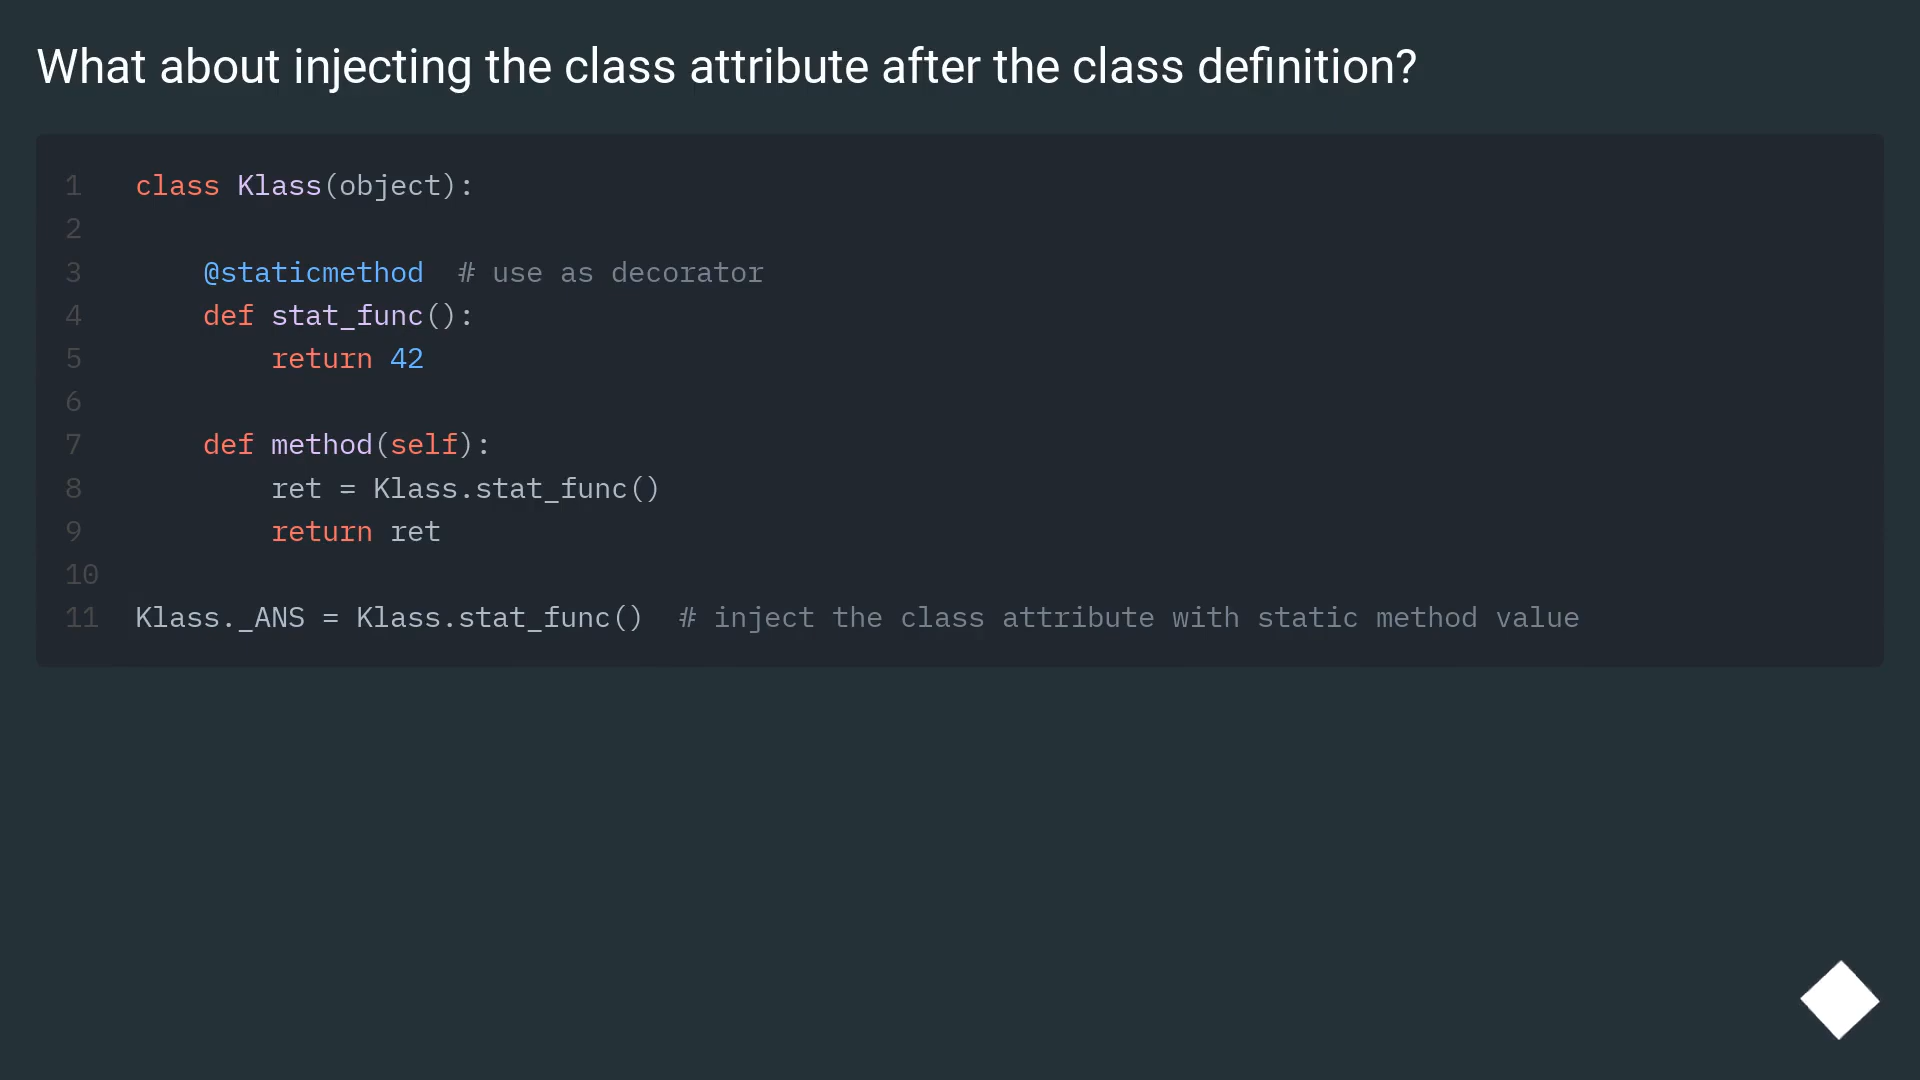 What about injecting the class attribute after the class definition?
1 class Klass(object):
2
3     @staticmethod  # use as decorator
4     def stat_func():
5         return 42
6
7     def method(self):
8         ret = Klass.stat_func()
9         return ret
10
11 Klass._ANS = Klass.stat_func()  # inject the class attribute with static method value